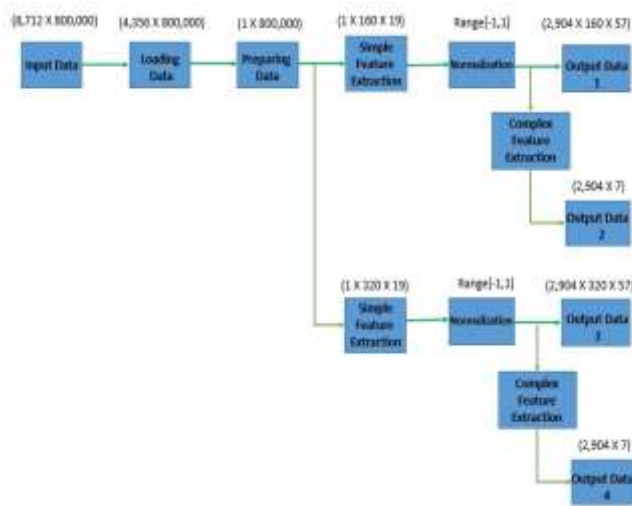 (8,712 X 800,000)
(4,356 X 800,000)
(1 X 800,000)
(1 X 160 X 19)
Range[-1,1]
(2,904 X 160 X 57)
Input Data
Loading
Data
Preparing
Data
Simple
Feature
Extraction
Normalization
Output Data
1
Complex
Feature
Extraction
(2,904 X 7)
Output Data
2
(1 X 320 X 19)
Range[-1,1]
(2,904 X 320 X 57)
Simple
Feature
Extraction
Normalization
Output Data
3
Complex
Feature
Extraction
(2,904 X 7)
Output Data
4